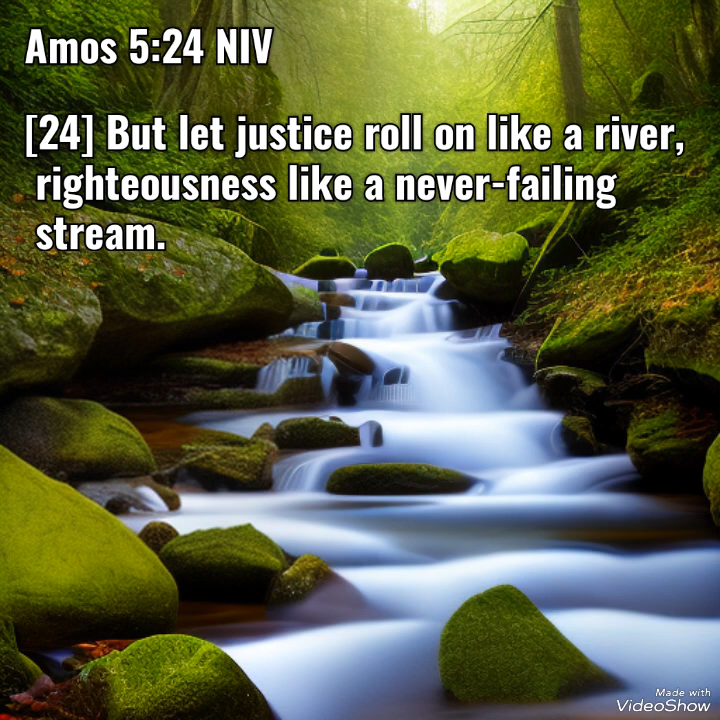 Amos 5:24 NIV
[24] But let justice roll on like a river,
righteousness like a never-failing
stream.
Made with
VideoShow